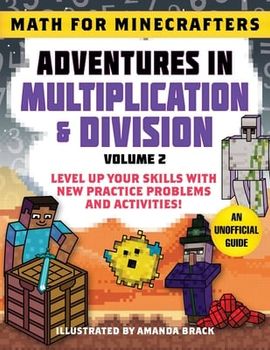 MATH FOR MINECRAFTERS
ADVENTURES IN
MULTIPLICATION
& DIVISION
VOLUME 2
LEVEL UP YOUR SKILLS WITH
NEW PRACTICE PROBLEMS
AND ACTIVITIES!
AN
UNOFFICIAL
GUIDE
ILLUSTRATED BY AMANDA BRACK